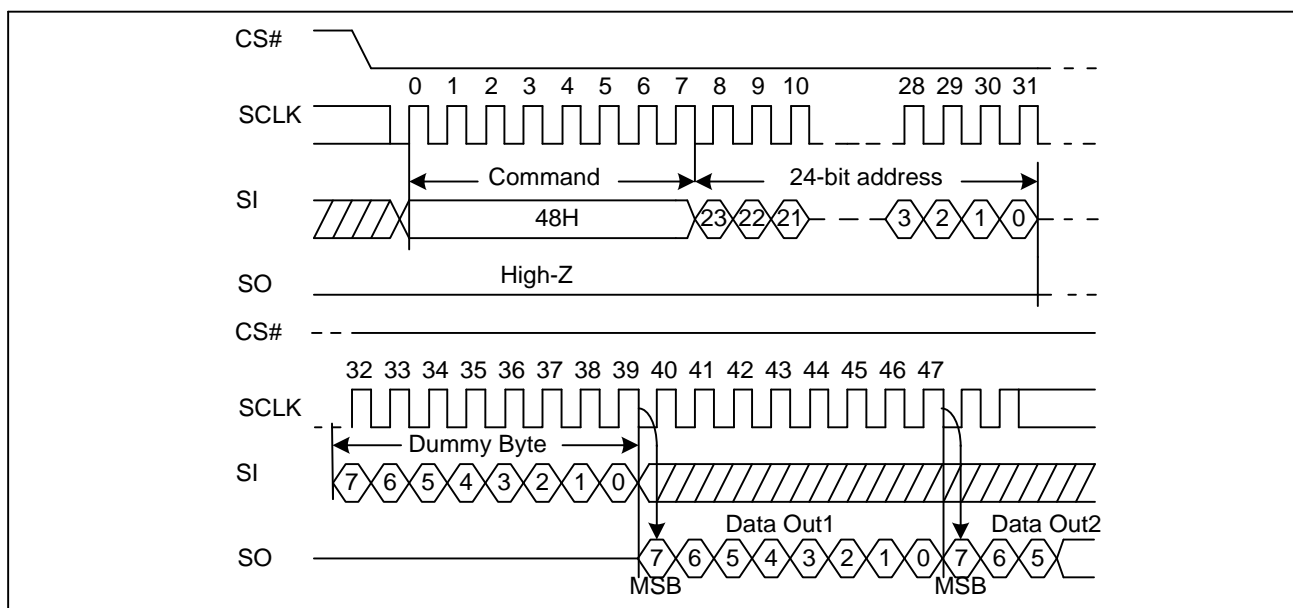 CS#
0 1 2 3 4 5 6 7 8 9 10 28 29 30 31
SCLK
Command 24-bit address
SI
48H 23 22 21 3 2 1 0
High-Z
SO
CS#
32 33 34 35 36 37 38 39 40 41 42 43 44 45 46 47
SCLK
Dummy Byte
SI
7 6 5 4 3 2 1 0
Data Out1 Data Out2
SO
7 6 5 4 3 2 1 0 7 6 5
MSB MSB